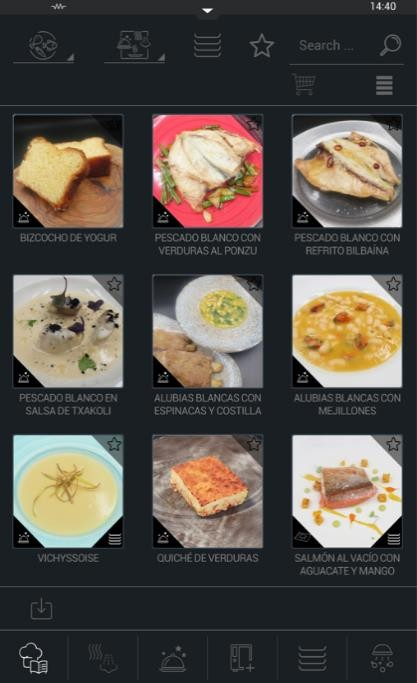 14:40
Search ...
BIZCOCHO DE YOGUR
PESCADO BLANCO CON
VERDURAS AL PONZU
PESCADO BLANCO CON
REFRITO BILBAÍNA
PESCADO BLANCO EN
SALSA DE TXAKOLI
ALUBIAS BLANCAS CON
ESPINACAS Y COSTILLA
ALUBIAS BLANCAS CON
MEJILLONES
VICHYSSOISE
QUICHÉ DE VERDURAS
SALMÓN AL VACÍO CON
AGUACATE Y MANGO